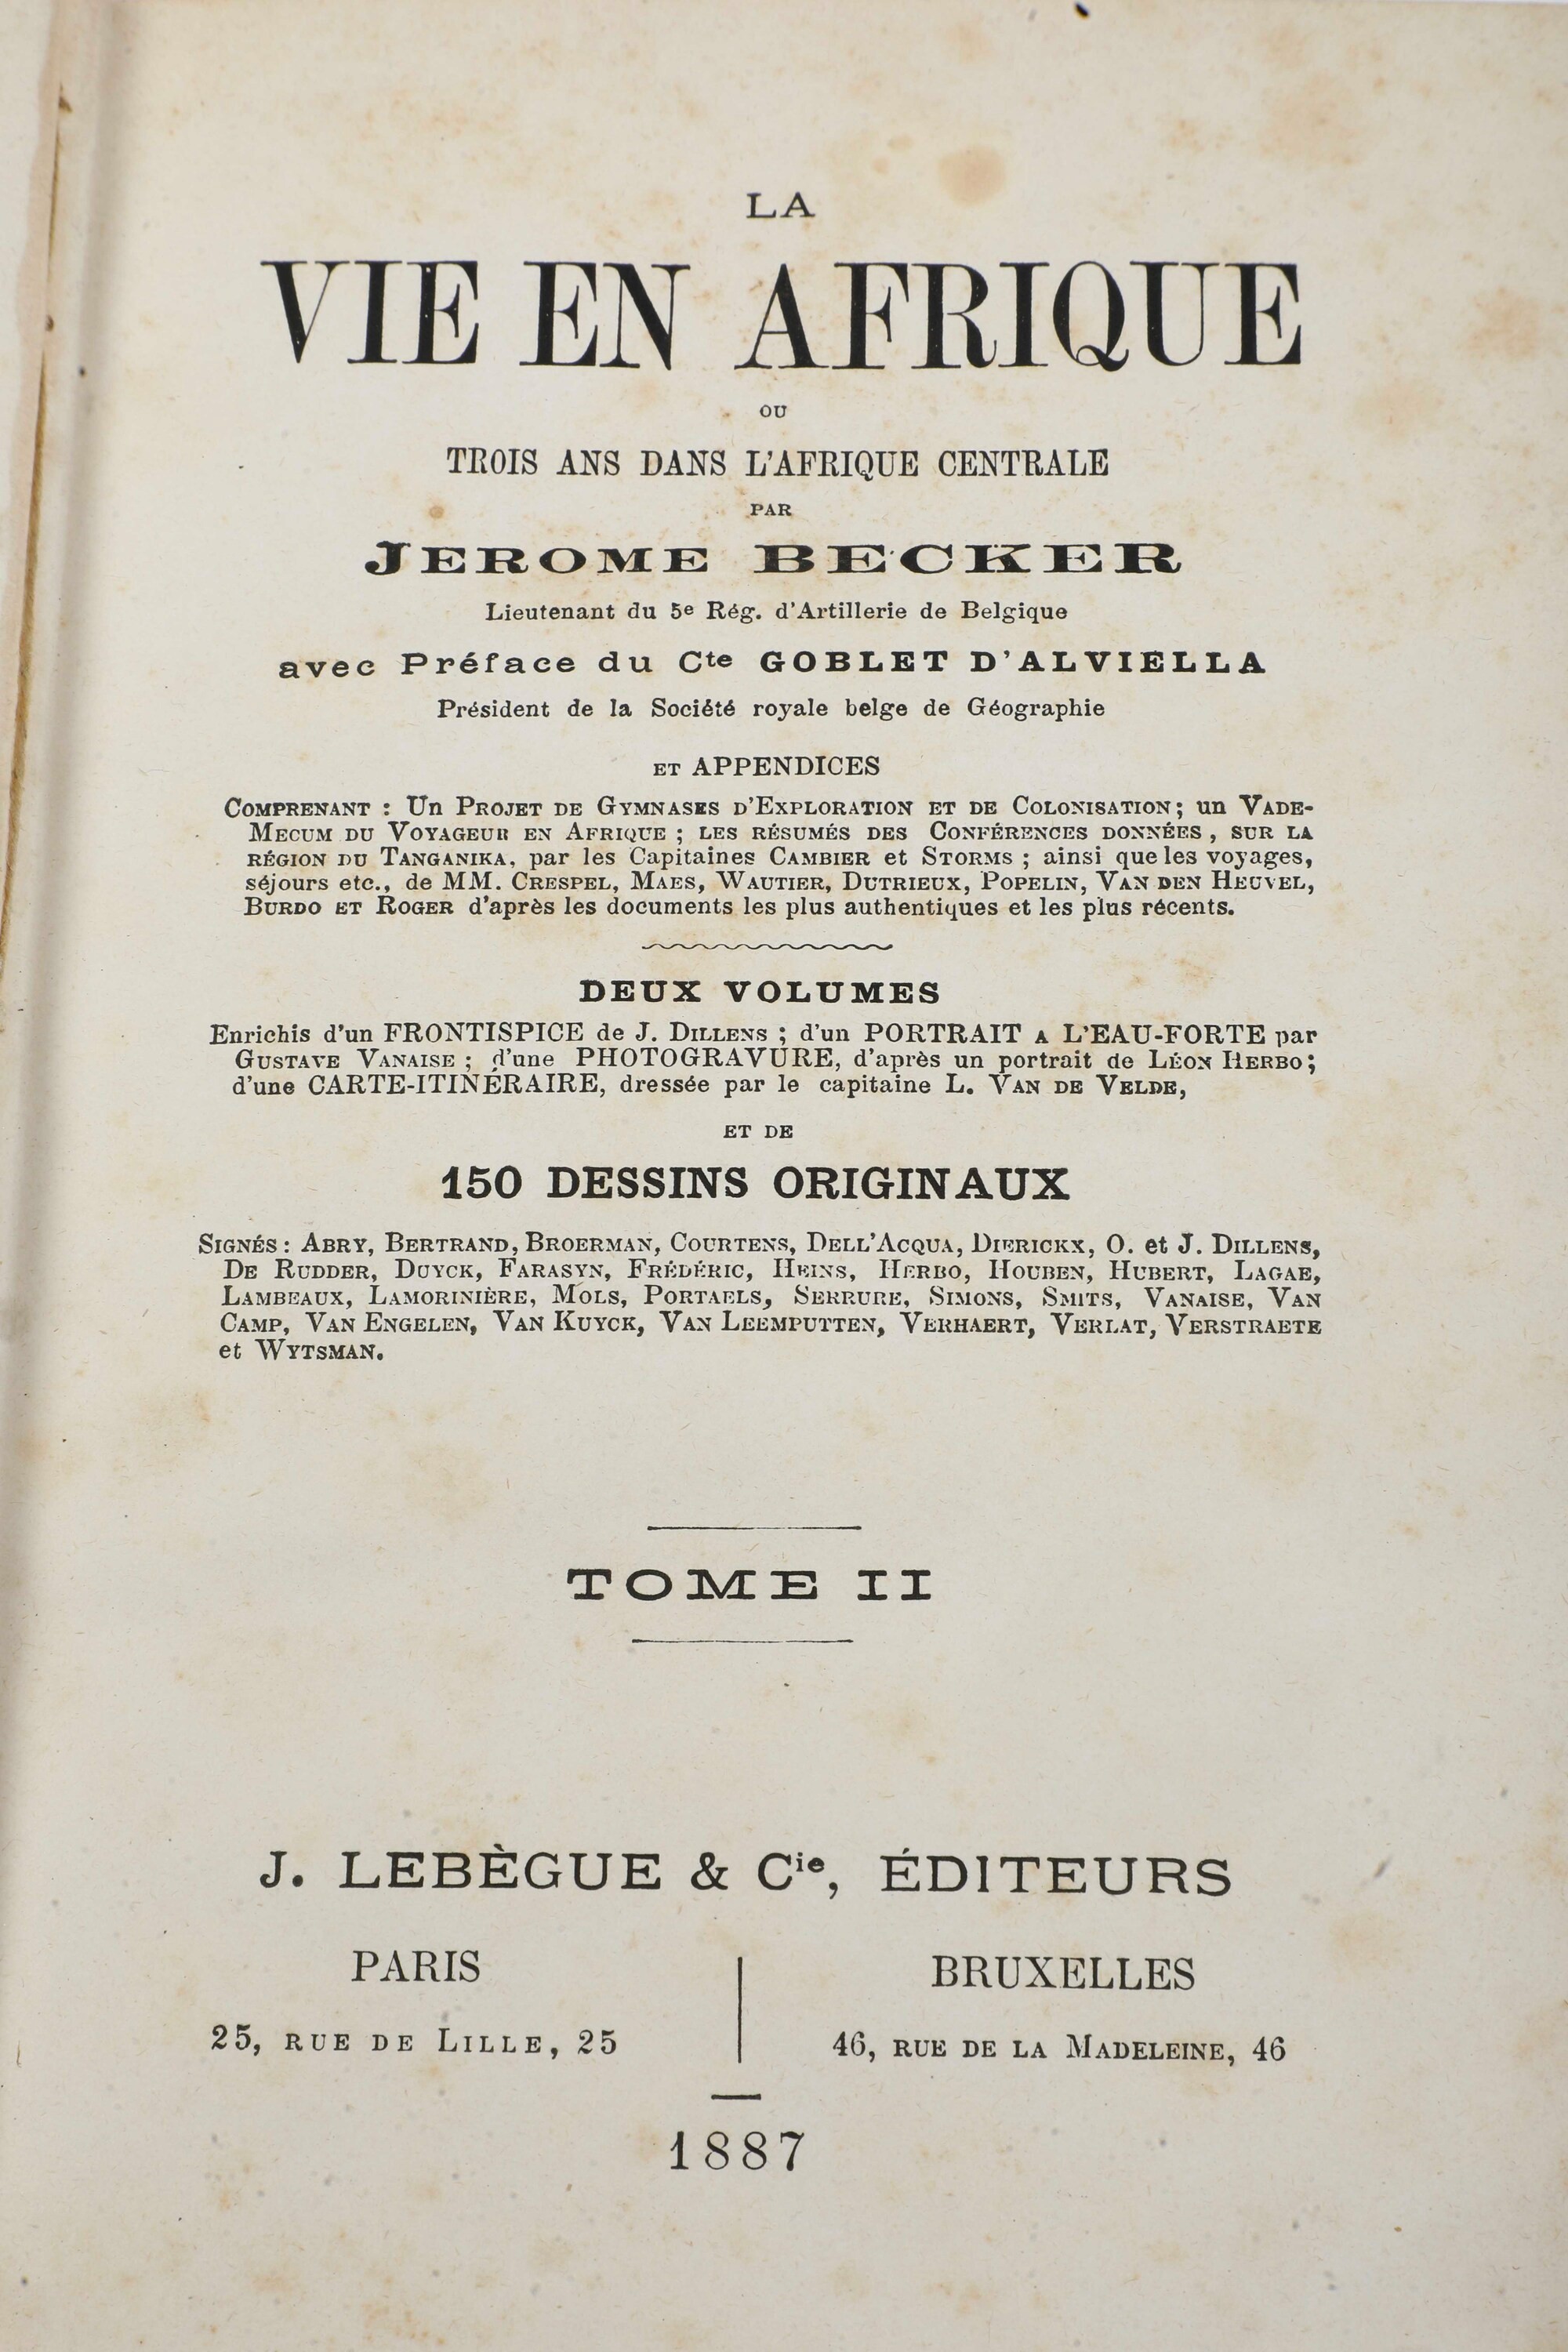 LA
VIE EN AFRIQUE
OU
TROIS ANS DANS L'AFRIQUE CENTRALE
PAR
JEROME BECKER
Lieutenant du 5e Rég. d'Artillerie de Belgique
avec Préface du Cte GOBLET D'ALVIELLA
Président de la Société royale belge de Géographie
ET APPENDICES
COMPRENANT : Un PROJET DE GYMNASES D'EXPLORATION ET DE COLONISATION; un VADE-
MECUM DU VOYAGEUR EN AFRIQUE ; LES RÉSUMÉS DES CONFÉRENCES DONNÉES, SUR LA
RÉGION DU TANGANIKA, par les Capitaines CAMBIER et STORMS ; ainsi que les voyages,
séjours etc., de MM. CRESPEL, MAES, WAUTIER, DUTRIEUX, POPELIN, VAN DEN HEUVEL,
BURDO ET ROGER d'après les documents les plus authentiques et les plus récents.
DEUX VOLUMES
Enrichis d'un FRONTISPICE de J. DILLENS ; d'un PORTRAIT A L'EAU-FORTE par
GUSTAVE VANAISE ; d'une PHOTOGRAVURE, d'après un portrait de LÉON HERBO;
d'une CARTE-ITINÉRAIRE, dressée par le capitaine L. VAN DE VELDE,
ET DE
150 DESSINS ORIGINAUX
SIGNÉS : ABRY, BERTRAND, BROERMAN, COURTENS, DELL'ACQUA, DIERICKX, O. et J. DILLENS,
DE RUDDER, DUYCK, FARASYN, FRÉDÉRIC, HEINS, HERBO, HOUBEN, HUBERT, LAGAE,
LAMBEAUX, LAMORINIÈRE, MOLS, PORTAELS, SERRURE, SIMONS, SMITS, VANAISE, VAN
CAMP, VAN ENGELEN, VAN KUYCK, VAN LEEMPUTTEN, VERHAERT, VERLAT, VERSTRAETE
et WYTSMAN.
TOME II
J. LEBÈGUE & Cie, ÉDITEURS
PARIS
25, RUE DE LILLE, 25
BRUXELLES
46, RUE DE LA MADELEINE, 46
1887